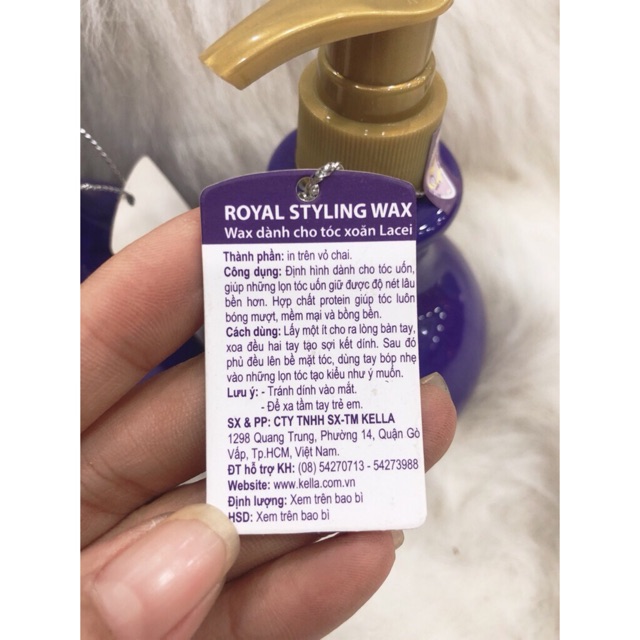 ROYAL STYLING WAX
Wax dành cho tóc xoăn Lacei
Thành phần: in trên vỏ chai.
Công dụng: Định hình dành cho tóc uốn,
giúp những lọn tóc uốn giữ được độ nét lâu
bền hơn. Hợp chất protein giúp tóc luôn
bóng mượt, mềm mại và bồng bền.
Cách dùng: Lấy một ít cho ra lòng bàn tay,
xoa đều hai tay tạo sợi kết dính. Sau đó
phủ đều lên bề mặt tóc, dùng tay bóp nhẹ
vào những lọn tóc tạo kiểu như ý muốn.
Lưu ý: - Tránh dính vào mắt.
- Để xa tầm tay trẻ em.
SX & PP: CTY TNHH SX-TM KELLA
1298 Quang Trung, Phường 14, Quận Gò
Vấp, Tp.HCM, Việt Nam.
ĐT hỗ trợ KH: (08) 54270713 - 54273988
Website: www.kella.com.vn
Định lượng: Xem trên bao bì
HSD: Xem trên bao bì